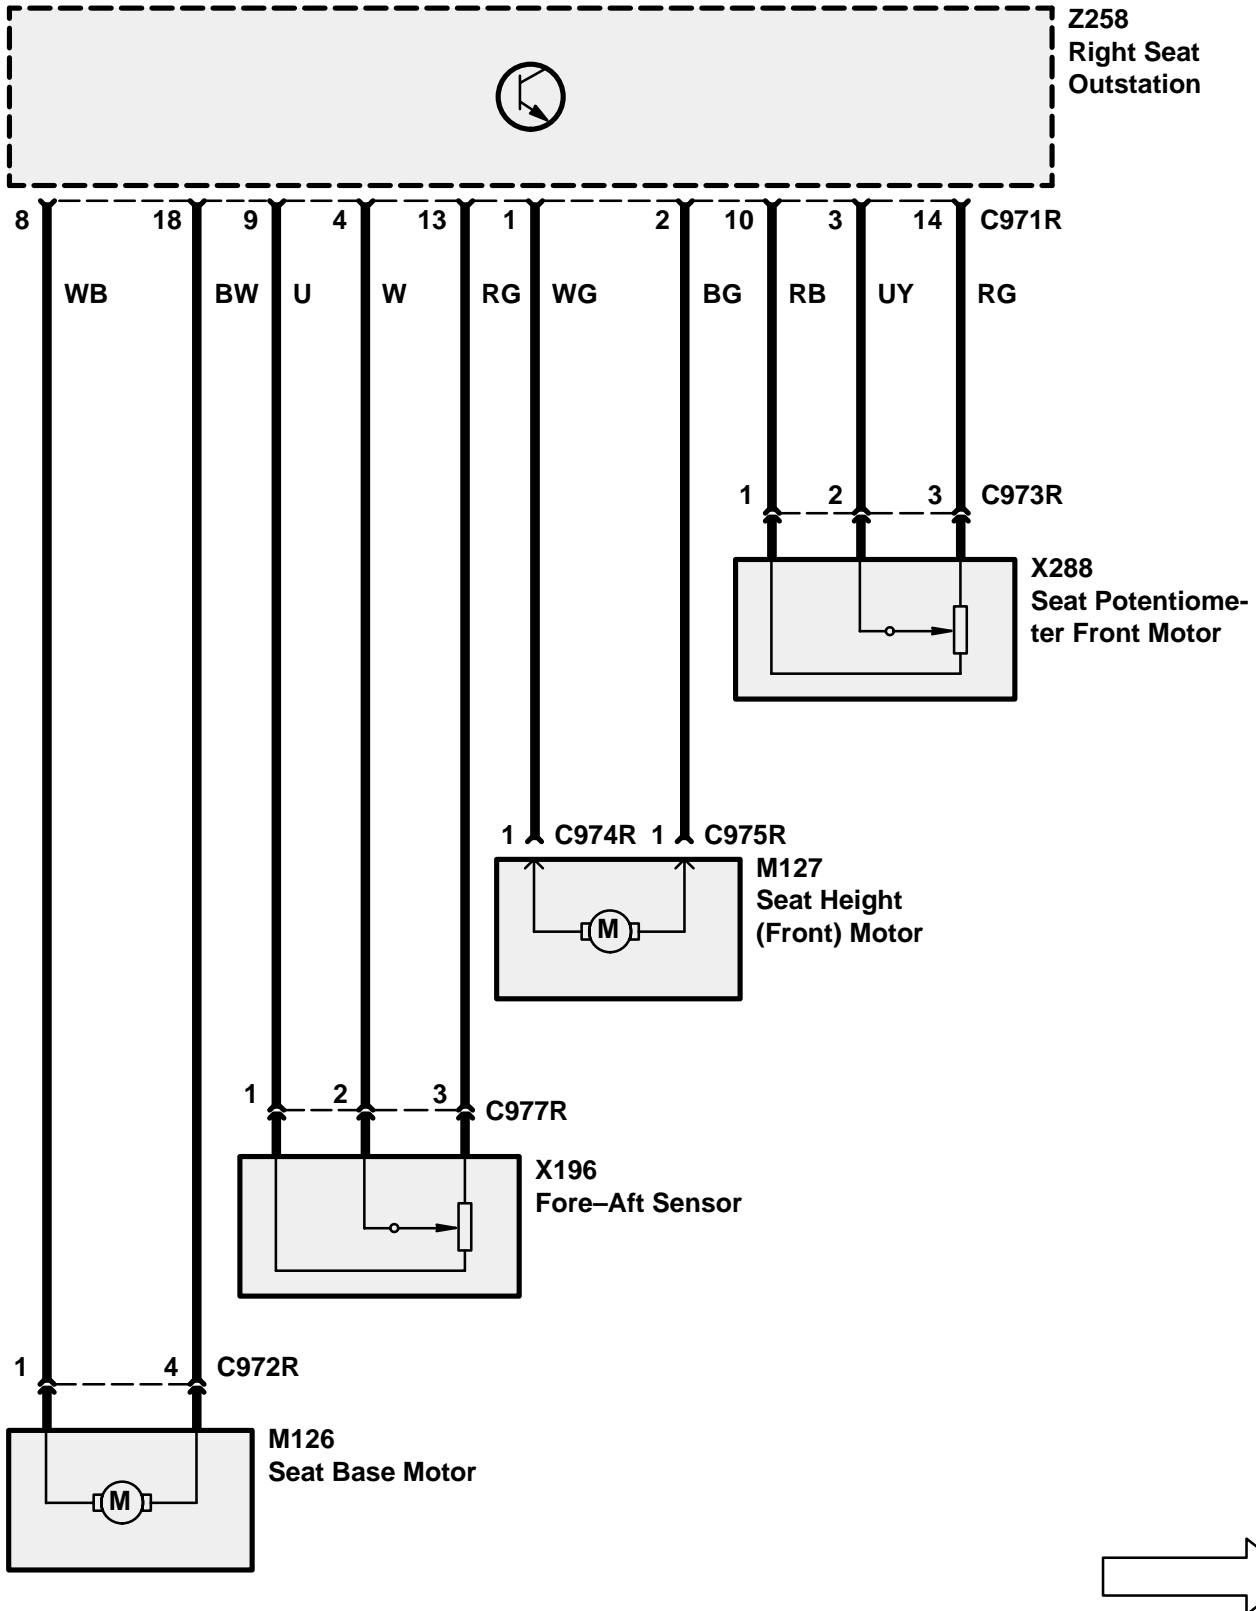 Z258
Right Seat
Outstation
8 18 9 4 13 1 2 10 3 14 C971R
WB BW U W RG WG BG RB UY RG
1 2 3 C973R
X288
Seat Potentiome-
ter Front Motor
1 C974R 1 C975R
M127
Seat Height
(Front) Motor
M
1 2 3 C977R
X196
Fore–Aft Sensor
1 4 C972R
M126
Seat Base Motor
M